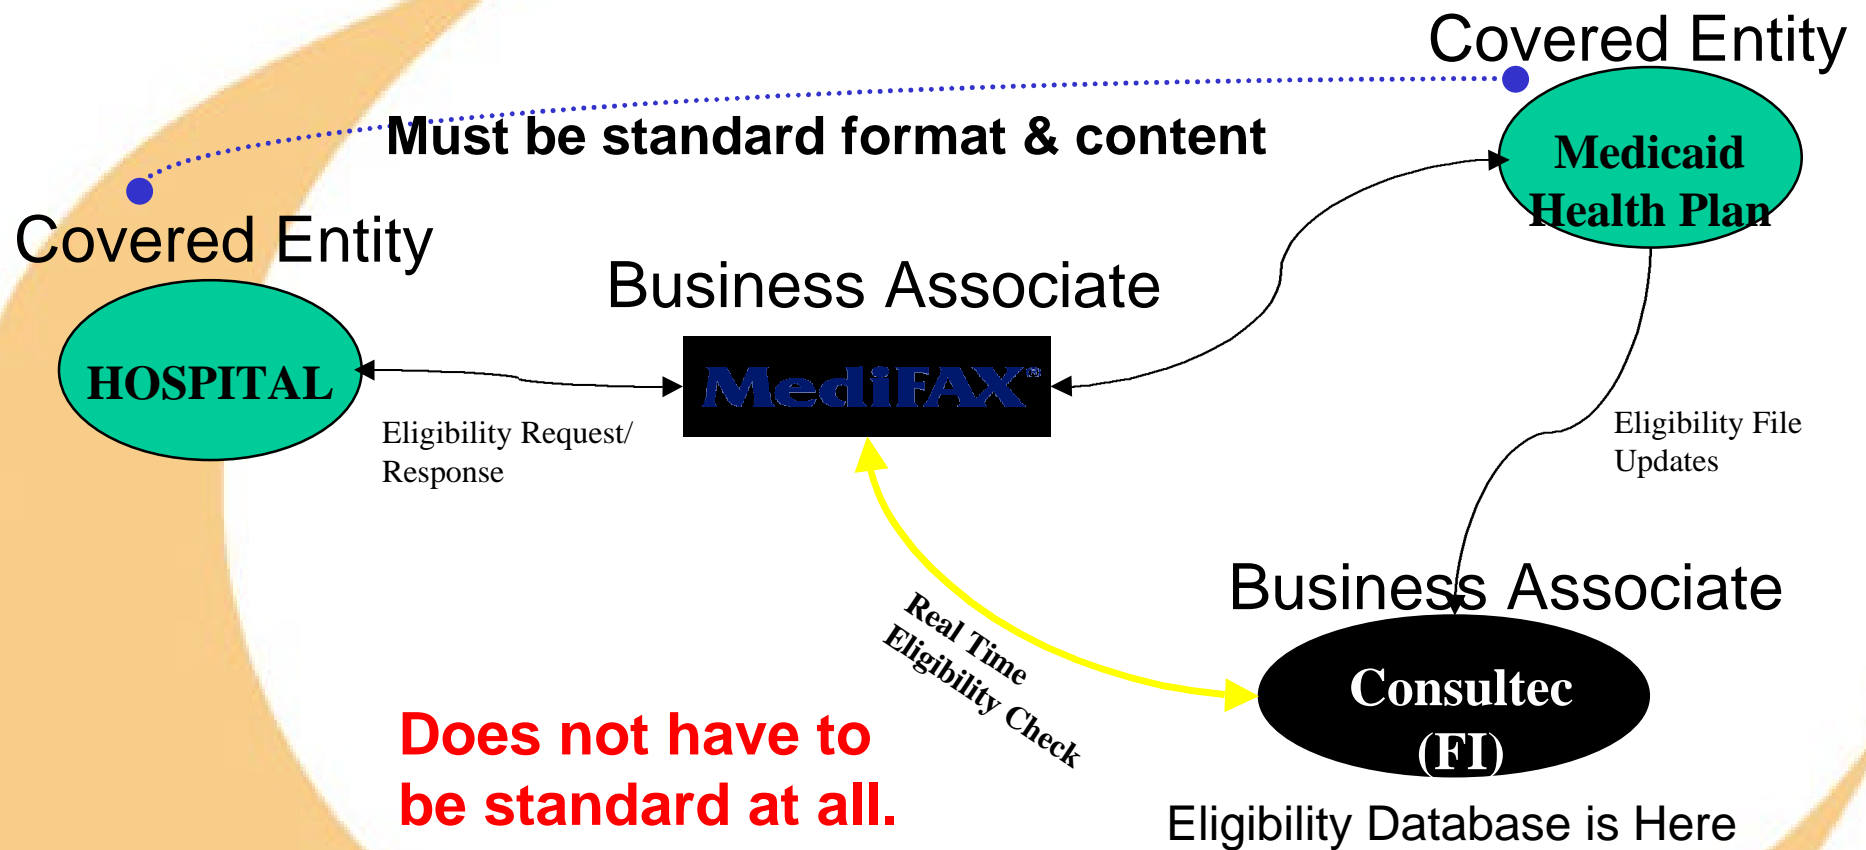 Covered Entity
Must be standard format & content
Medicaid
Health Plan
Covered Entity
Business Associate
HOSPITAL
MediFAX®
Eligibility Request/
Response
Eligibility File
Updates
Business Associate
Real Time
Eligibility Check
Consultec
(FI)
Does not have to
be standard at all.
Eligibility Database is Here